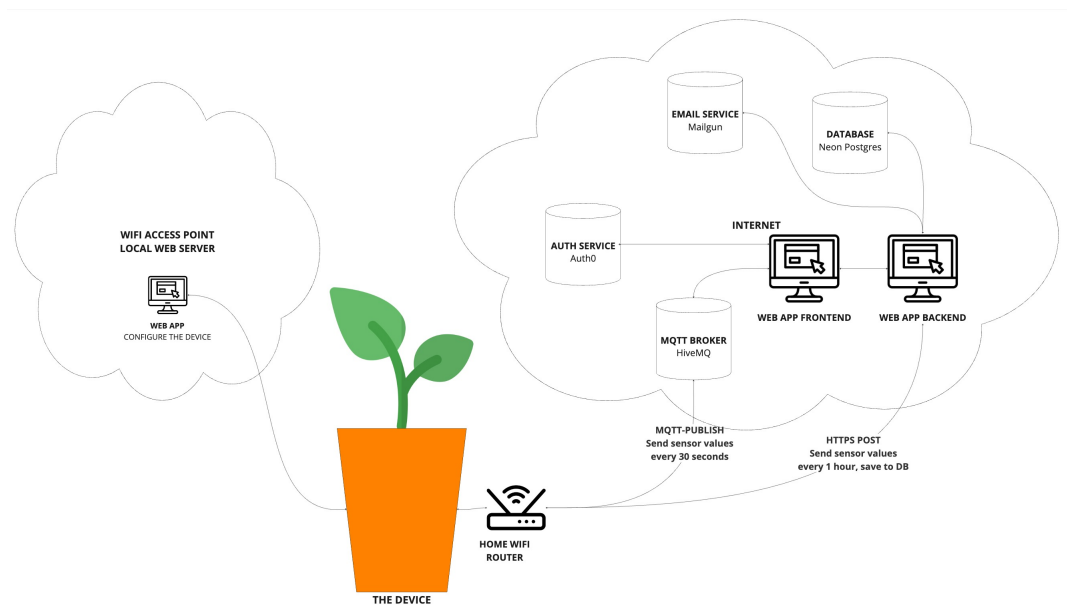 EMAIL SERVICE
Mailgun
DATABASE
Neon Postgres
WIFI ACCESS POINT
LOCAL WEB SERVER
INTERNET
AUTH SERVICE
Auth0
WEB APP
CONFIGURE THE DEVICE
WEB APP FRONTEND
WEB APP BACKEND
MQTT BROKER
HiveMQ
MQTT-PUBLISH
Send sensor values
every 30 seconds
HTTPS POST
Send sensor values
every 1 hour, save to DB
HOME WIFI
ROUTER
THE DEVICE